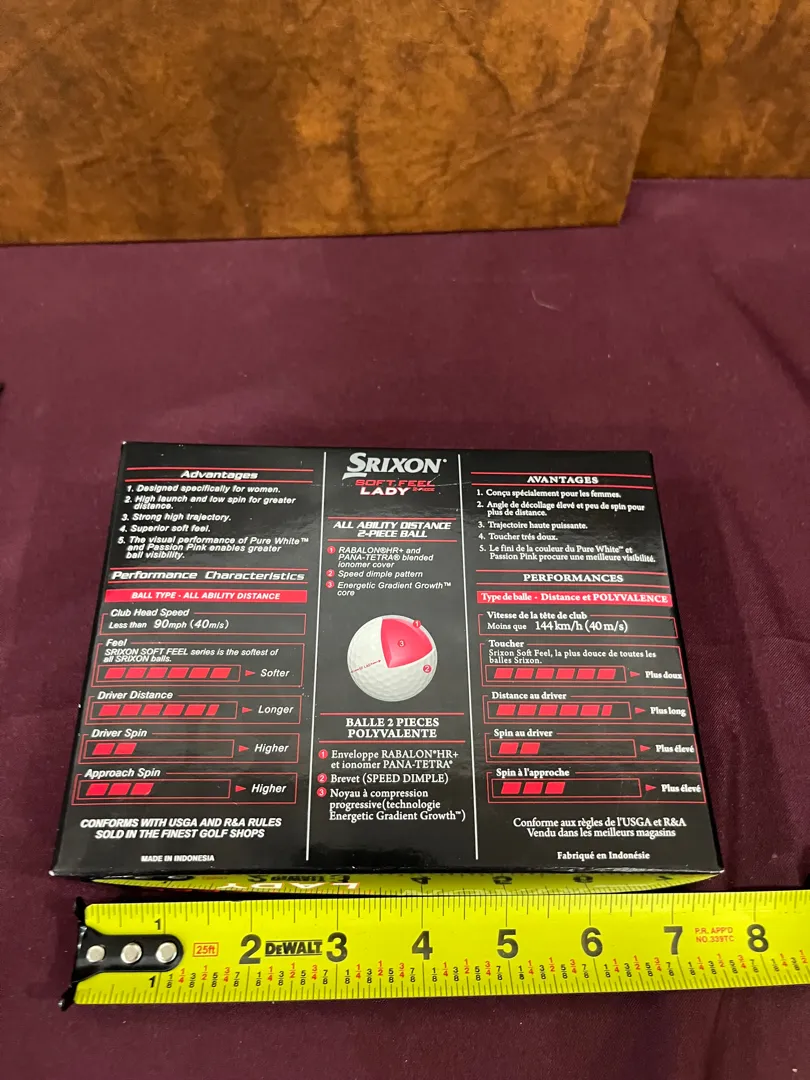 Advantages
1. Designed specifically for women.
2. High launch and low spin for greater
distance.
3. Strong high trajectory.
4. Superior soft feel.
5. The visual performance of Pure White™
and Passion Pink enables greater
ball visibility.
Performance Characteristics
BALL TYPE - ALL ABILITY DISTANCE
Club Head Speed
Less than 90mph (40m/s)
Feel
SRIXON SOFT FEEL series is the softest of
all SRIXON balls.
Softer
Driver Distance
Longer
Driver Spin
Higher
Approach Spin
Higher
CONFORMS WITH USGA AND R&A RULES
SOLD IN THE FINEST GOLF SHOPS
MADE IN INDONESIA
SRIXON®
SOFT FEEL
LADY 2-PIECE
ALL ABILITY DISTANCE
2-PIECE BALL
1 RABALON®HR+ and
PANA-TETRA® blended
ionomer cover
2 Speed dimple pattern
3 Energetic Gradient Growth™
core
1
3
2
BALLE 2 PIECES
POLYVALENTE
1 Enveloppe RABALON®HR+
et ionomer PANA-TETRA®
2 Brevet (SPEED DIMPLE)
3 Noyau à compression
progressive(technologie
Energetic Gradient Growth™)
AVANTAGES
1. Conçu spécialement pour les femmes.
2. Angle de décollage élevé et peu de spin pour
plus de distance.
3. Trajectoire haute puissante.
4. Toucher trés doux.
5. Le fini de la couleur du Pure White™ et
Passion Pink procure une meilleure visibilité.
PERFORMANCES
Type de balle - Distance et POLYVALENCE
Vitesse de la tête de club
Moins que 144 km/h (40 m/s)
Toucher
Srixon Soft Feel, la plus douce de toutes les
balles Srixon.
Plus doux
Distance au driver
Plus long
Spin au driver
Plus élevé
Spin à l'approche
Plus élevé
Conforme aux règles de l'USGA et R&A
Vendu dans les meilleurs magasins
Fabriqué en Indonésie
LADY
1 25ft 2 DEWALT 3 4 5 6 7 P.R. APP'D NO.339TC 8
1